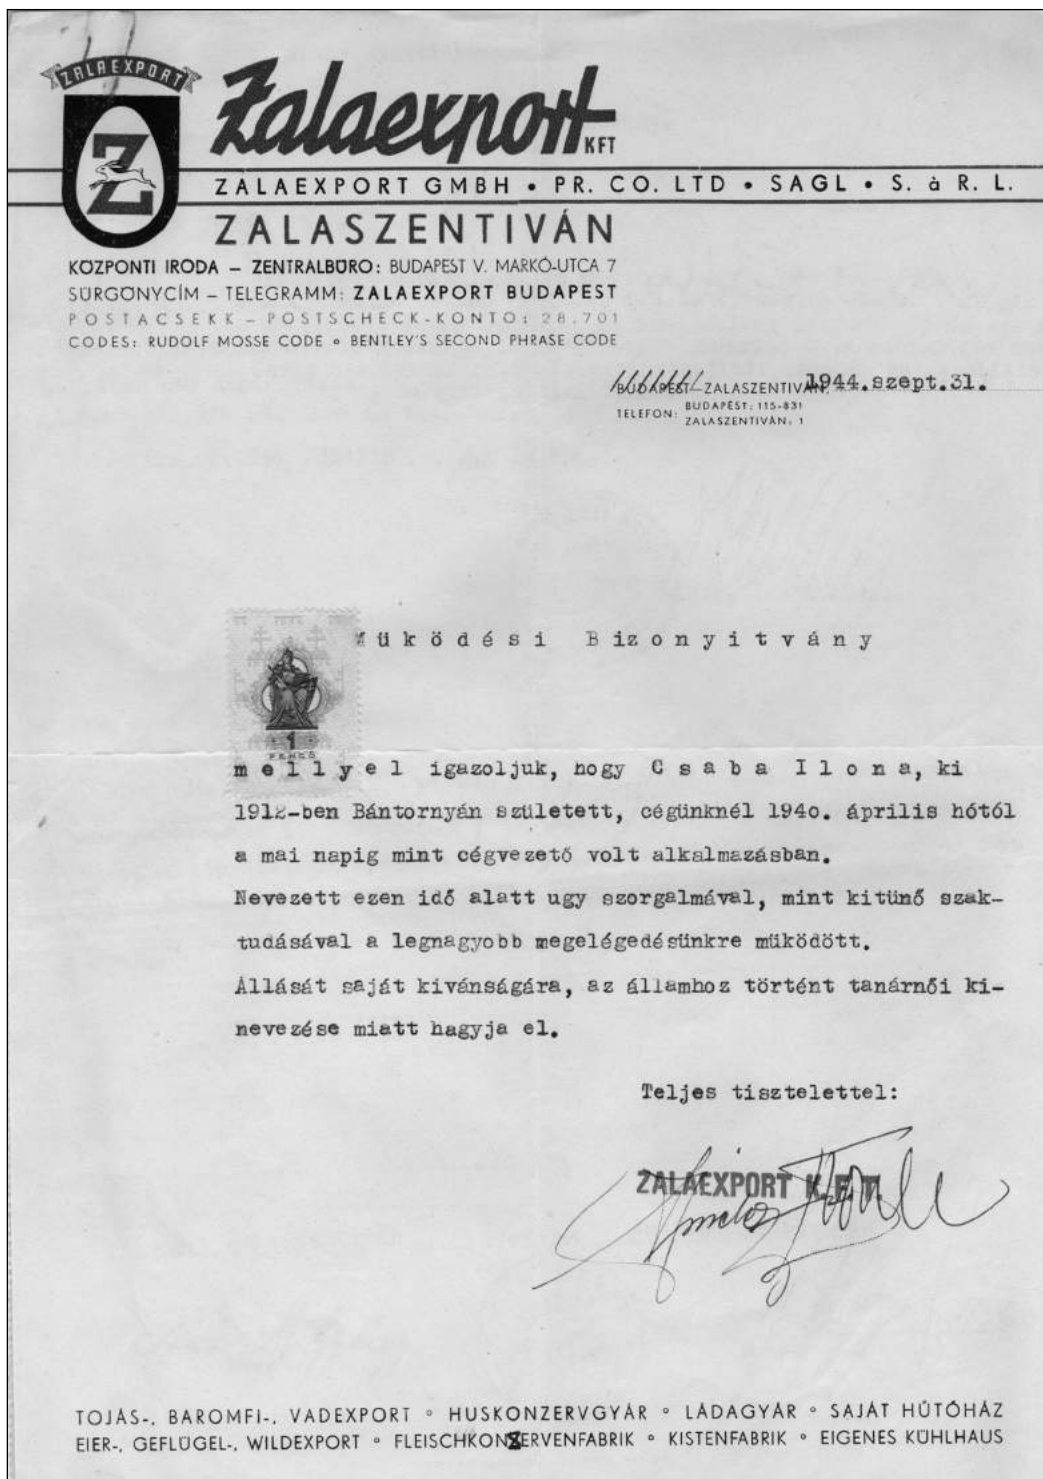 ZALAEXPORT
Z
Zalaexport KFT
ZALAEXPORT GMBH • PR. CO. LTD • SAGL • S. à R. L.
ZALASZENTIVÁN
KÖZPONTI IRODA – ZENTRALBÜRO: BUDAPEST V. MARKÓ-UTCA 7
SÜRGÖNYCÍM – TELEGRAMM: ZALAEXPORT BUDAPEST
POSTACSEKK – POSTSCHECK-KONTO: 28.701
CODES: RUDOLF MOSSE CODE • BENTLEY'S SECOND PHRASE CODE
BUDAPEST–ZALASZENTIVÁN, 1944.szept.31.
TELEFON: BUDAPEST: 115-831
ZALASZENTIVÁN: 1
Müködési Bizonyitvány
1
PENGŐ
mellyel igazoljuk, hogy Csaba Ilona, ki
1912-ben Bántornyán született, cégünknél 194o. április hótól
a mai napig mint cégvezető volt alkalmazásban.
Nevezett ezen idő alatt ugy szorgalmával, mint kitünő szak-
tudásával a legnagyobb megelégedésünkre müködött.
Állását saját kivánságára, az államhoz történt tanárnői ki-
nevezése miatt hagyja el.
Teljes tisztelettel:
ZALAEXPORT K.F.T.
TOJÁS-, BAROMFI-, VADEXPORT • HUSKONZERVGYÁR • LÁDAGYÁR • SAJÁT HŰTŐHÁZ
EIER-, GEFLÜGEL-, WILDEXPORT • FLEISCHKONZERVENFABRIK • KISTENFABRIK • EIGENES KÜHLHAUS